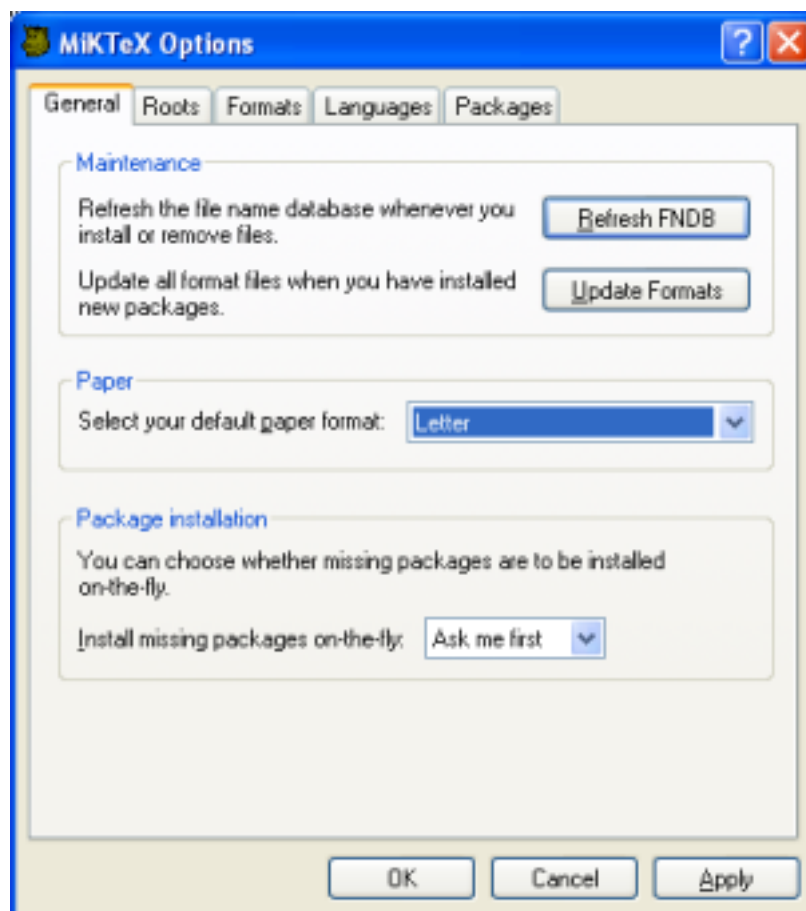 MiKTeX Options
General Roots Formats Languages Packages
Maintenance
Refresh the file name database whenever you
install or remove files.
Refresh FNDB
Update all format files when you have installed
new packages.
Update Formats
Paper
Select your default paper format: Letter
Package installation
You can choose whether missing packages are to be installed
on-the-fly.
Install missing packages on-the-fly: Ask me first
OK Cancel Apply